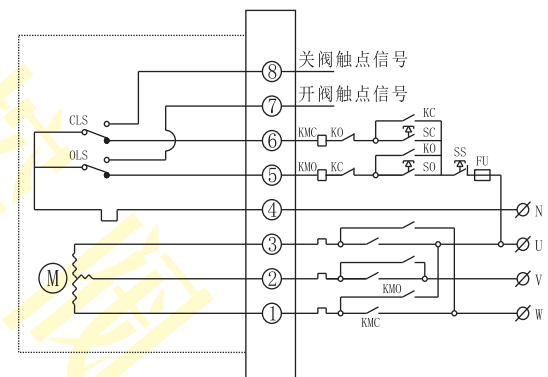 ⑧ 关阀触点信号
⑦ 开阀触点信号
CLS ⑥ KMC KO KC SC
OLS ⑤ KMO KC KO SO SS FU
④ N
③ U
M ② KMO V
① KMC W